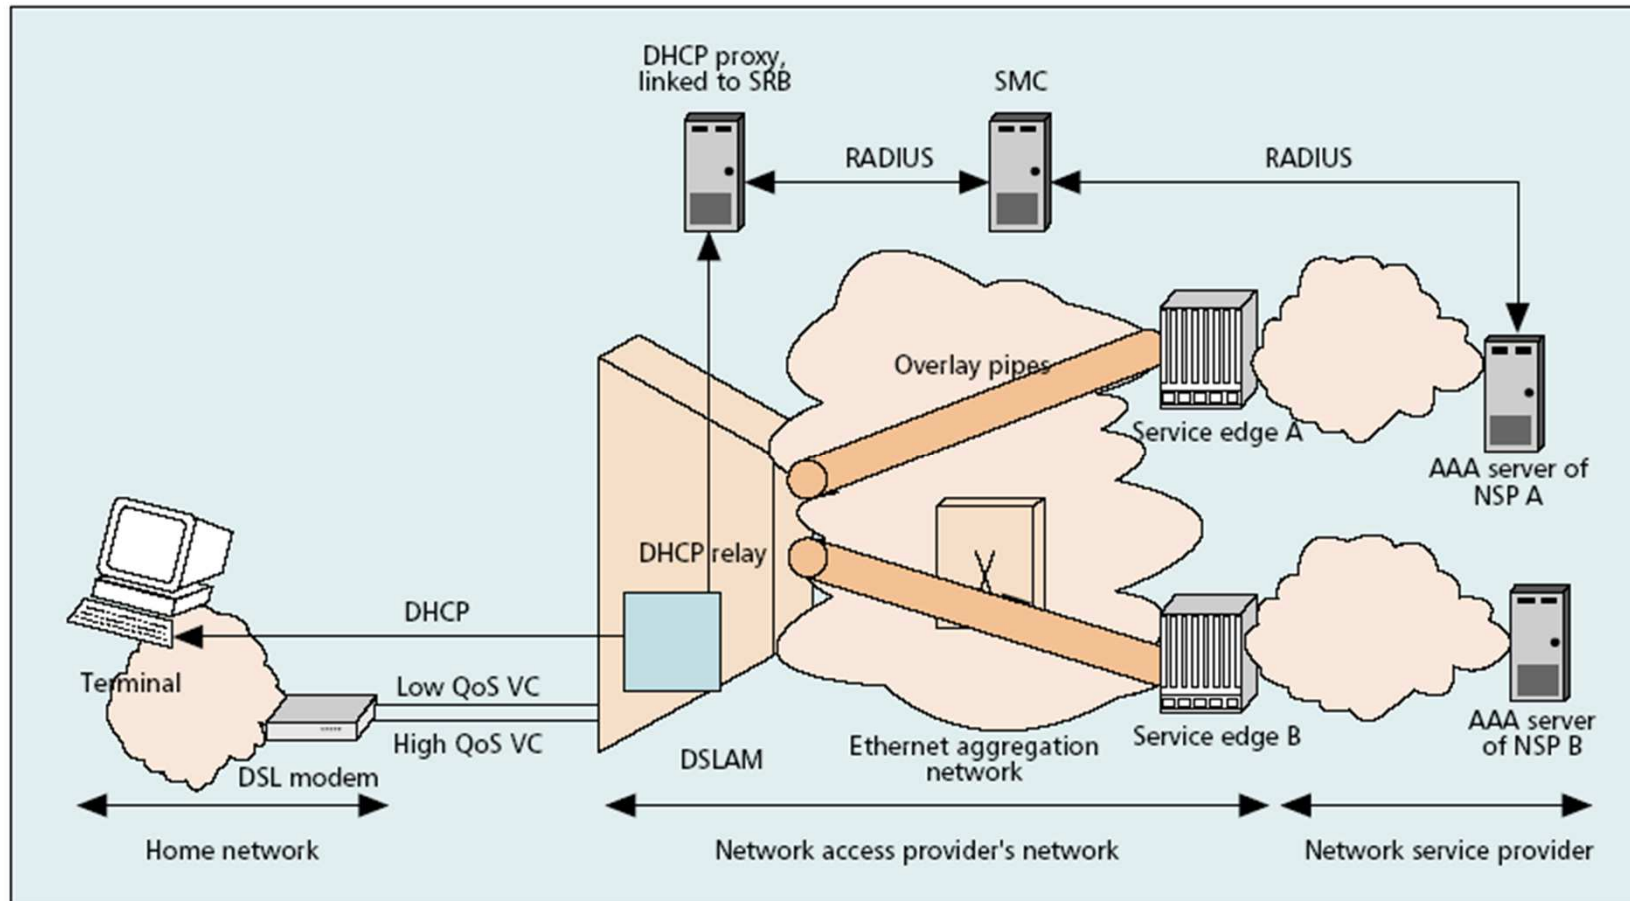 DHCP proxy,
linked to SRB
SMC
RADIUS
RADIUS
Overlay pipes
Service edge A
AAA server of
NSP A
DHCP relay
DHCP
Terminal
Low QoS VC
High QoS VC
DSL modem
DSLAM
Ethernet aggregation
network
Service edge B
AAA server
of NSP B
Home network
Network access provider's network
Network service provider